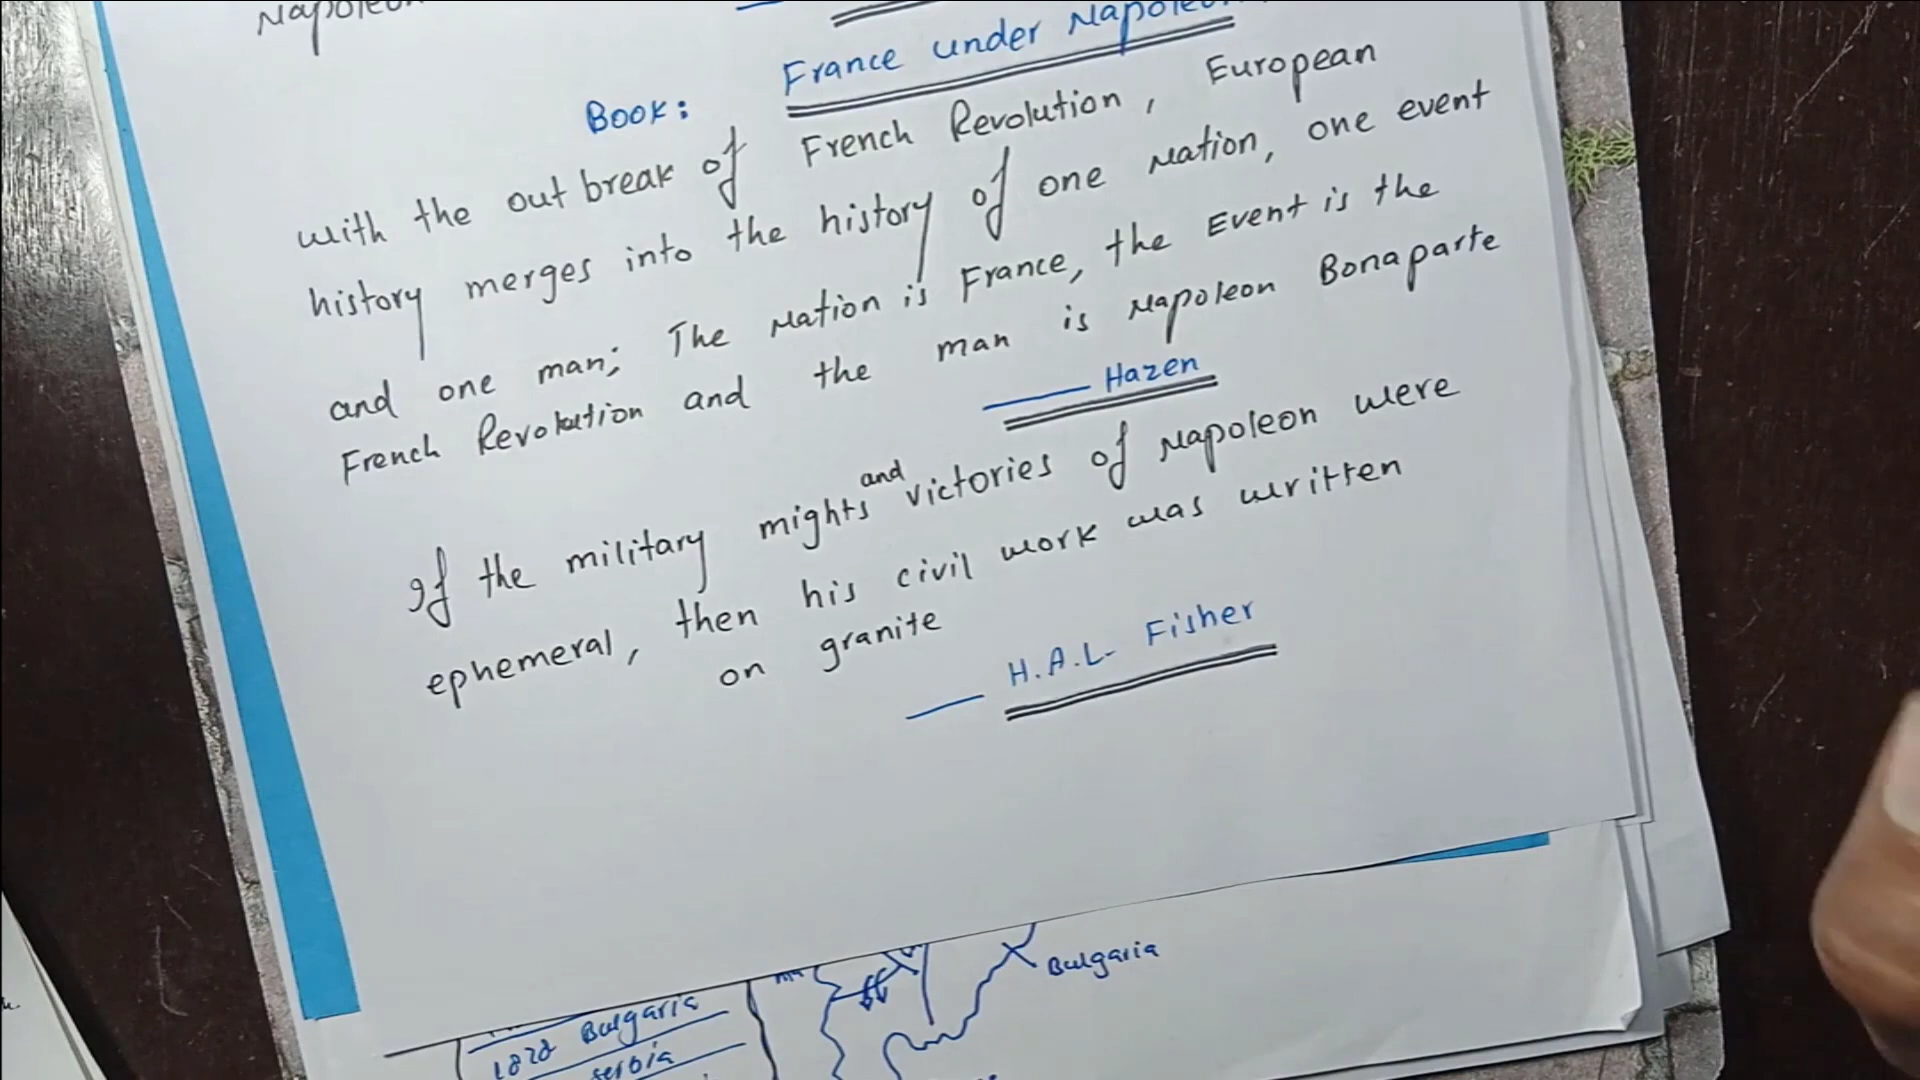 Napoleon
France under Napoleon
Book:
with the out break of French Revolution, European
history merges into the history of one Nation, one event
and one man; The Nation is France, the Event is the
French Revolution and the man is Napoleon Bonaparte
Hazen
If the military mights and victories of Napoleon were
ephemeral, then his civil work was written
on granite
H.A.L. Fisher
Bulgaria
Bulgaria
serbia